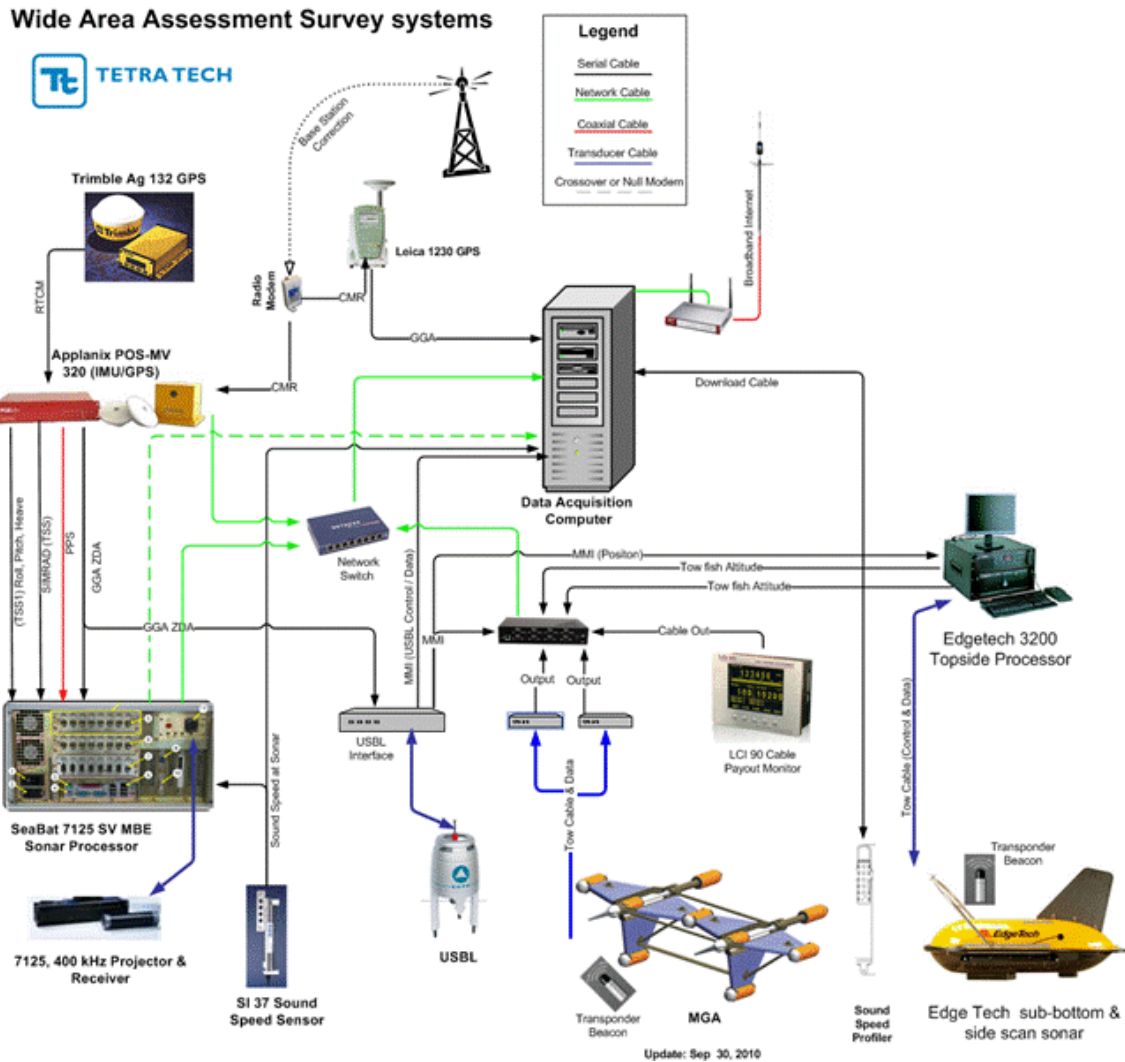 Wide Area Assessment Survey systems
Tt
TETRA TECH
Legend
Serial Cable
Network Cable
Coaxial Cable
Transducer Cable
Crossover or Null Modem
Base Station
Correction
Broadband Internet
Trimble Ag 132 GPS
Trimble
Leica 1230 GPS
Radio
Modem
CMR
RTCM
GGA
Applanix POS-MV
320 (IMU/GPS)
CMR
Download Cable
Data Acquisition
Computer
Network
Switch
(TSS1) Roll, Pitch, Heave
SIMRAD (TSS)
PPS
GGA ZDA
GGA ZDA
MMI (USBL Control / Data)
MMI
MMI (Positon)
Tow fish Attitude
Tow fish Attitude
Cable Out
Output
Output
Edgetech 3200
Topside Processor
USBL
Interface
LCI 90 Cable
Payout Monitor
Sound Speed at Sonar
Tow Cable & Data
Tow Cable (Control & Data)
SeaBat 7125 SV MBE
Sonar Processor
7125, 400 kHz Projector &
Receiver
SI 37 Sound
Speed Sensor
USBL
Transponder
Beacon
MGA
Sound
Speed
Profiler
Transponder
Beacon
EdgeTech
Edge Tech sub-bottom &
side scan sonar
Update: Sep 30, 2010